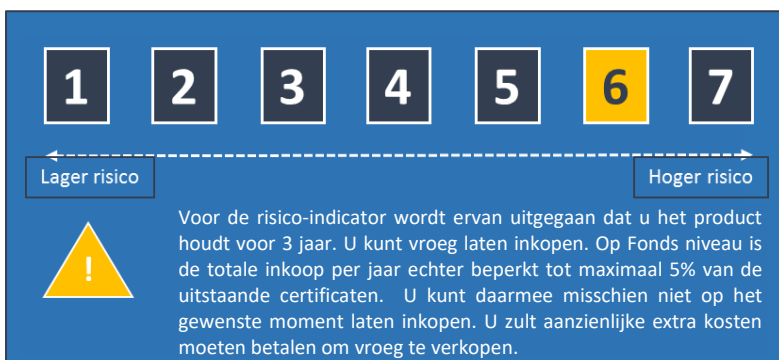 1 2 3 4 5 6 7
Lager risico Hoger risico
Voor de risico-indicator wordt ervan uitgegaan dat u het product
houdt voor 3 jaar. U kunt vroeg laten inkopen. Op Fonds niveau is
! de totale inkoop per jaar echter beperkt tot maximaal 5% van de
uitstaande certificaten. U kunt daarmee misschien niet op het
gewenste moment laten inkopen. U zult aanzienlijke extra kosten
moeten betalen om vroeg te verkopen.